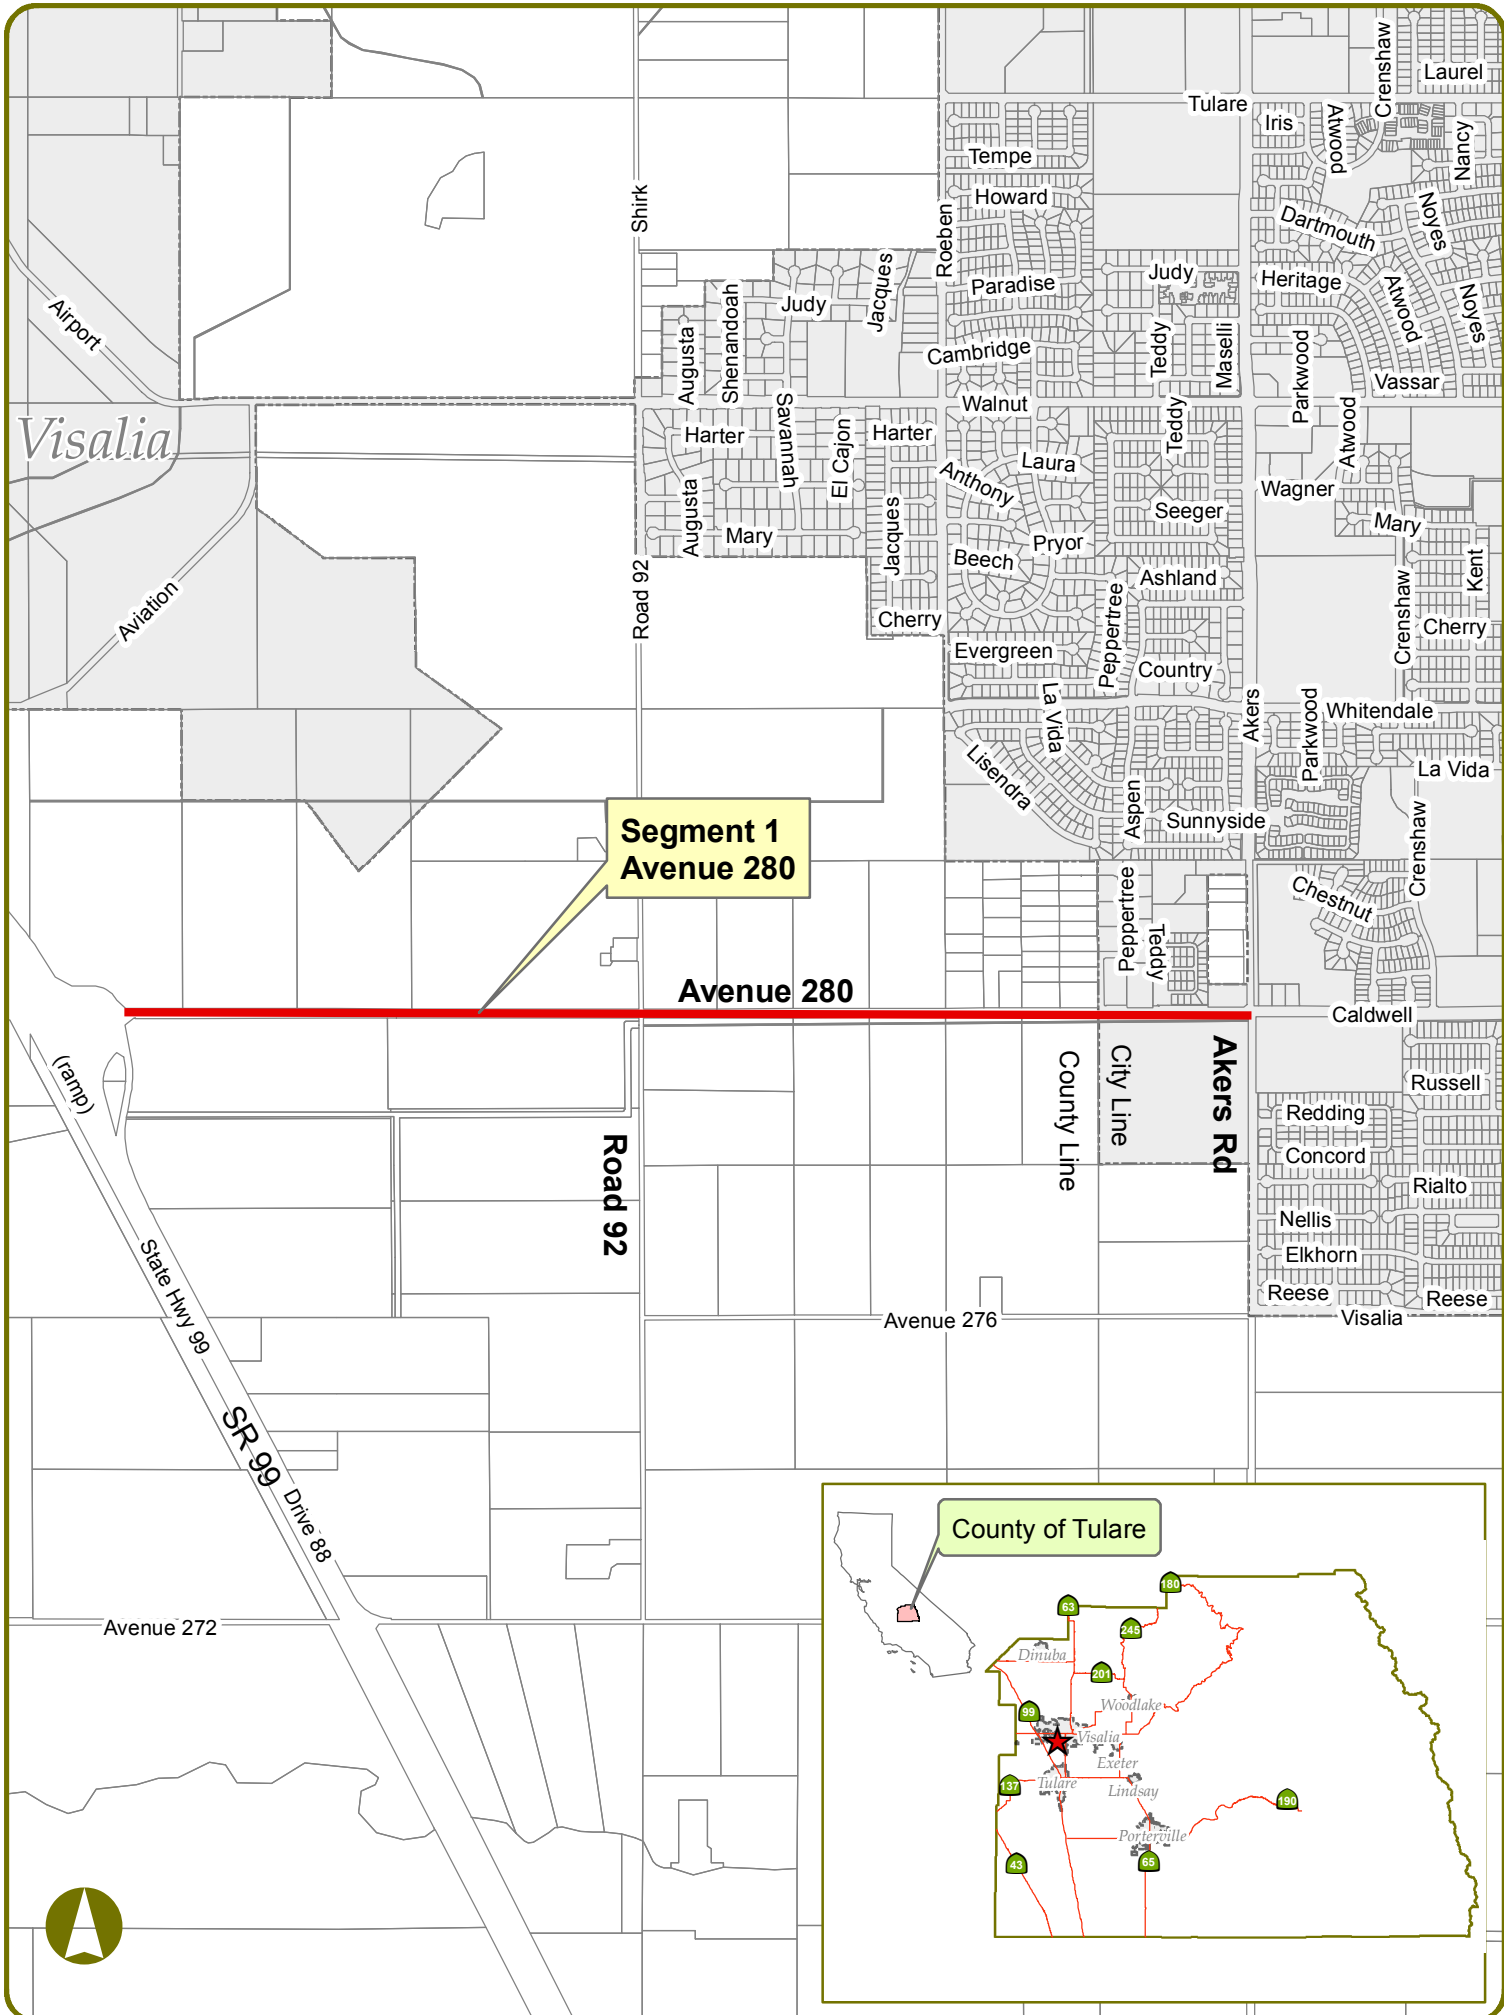 Crenshaw
Laurel
Tulare
Iris
Atwood
Nancy
Tempe
Howard
Shirk
Roeben
Noyes
Dartmouth
Judy
Jacques
Paradise
Judy
Heritage
Atwood
Noyes
Airport
Augusta
Shenandoah
Cambridge
Teddy
Maselli
Parkwood
Vassar
Visalia
Savannah
Walnut
Teddy
Atwood
Harter
El Cajon
Harter
Laura
Anthony
Wagner
Augusta
Mary
Jacques
Seeger
Mary
Pryor
Beech
Ashland
Kent
Crenshaw
Road 92
Aviation
Cherry
Peppertree
Cherry
Evergreen
Country
La Vida
Akers
Parkwood
Whitendale
Lisendra
La Vida
Aspen
Sunnyside
Crenshaw
Segment 1
Avenue 280
Peppertree
Teddy
Chestnut
Avenue 280
Caldwell
(ramp)
County Line
City Line
Akers Rd
Russell
Redding
Concord
Road 92
Rialto
Nellis
Elkhorn
State Hwy 99
Reese
Reese
Avenue 276
Visalia
SR 99
Drive 88
Avenue 272
County of Tulare
180
63
245
Dinuba
201
Woodlake
99
Visalia
Exeter
137
Tulare
Lindsay
190
Porterville
43
65